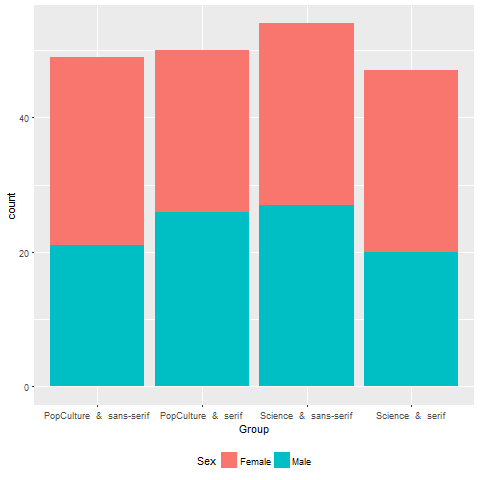 count
40
20
0
PopCulture & sans-serif PopCulture & serif Science & sans-serif Science & serif
Group
Sex Female Male